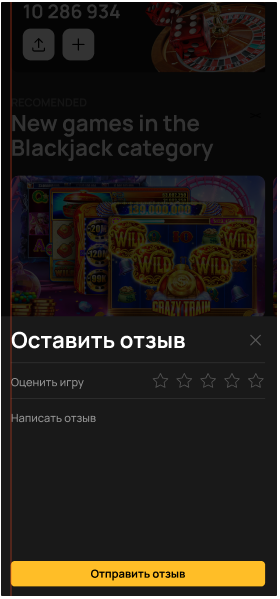 10 286 934
RECOMENDED
New games in the
Blackjack category
WILD
WILD
WILD
WILD
CRAZY TRAIN
Оставить отзыв
Оценить игру
Написать отзыв
Отправить отзыв